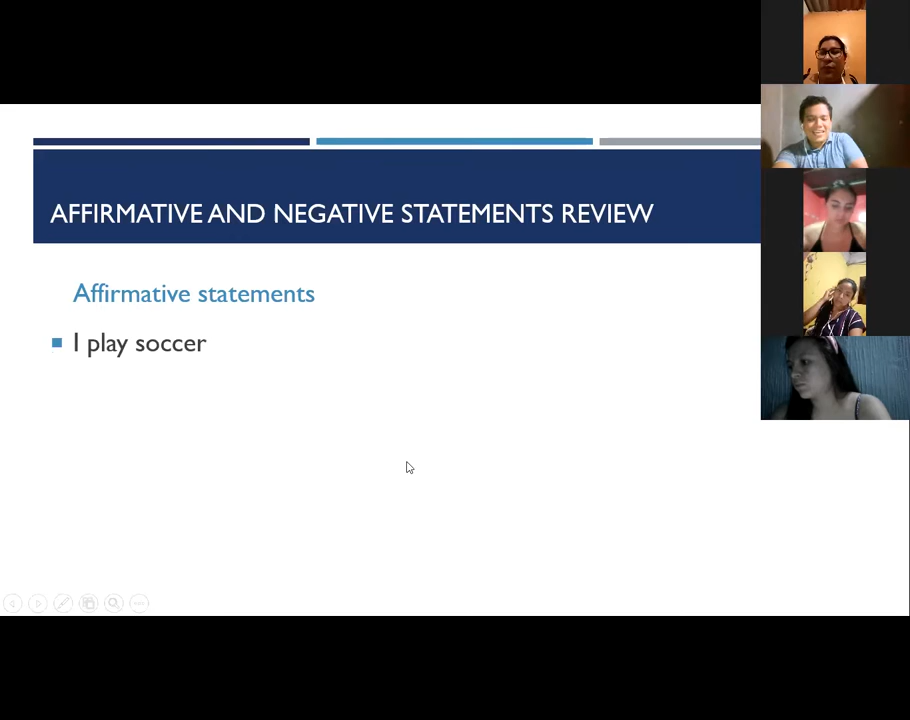 AFFIRMATIVE AND NEGATIVE STATEMENTS REVIEW
Affirmative statements
I play soccer